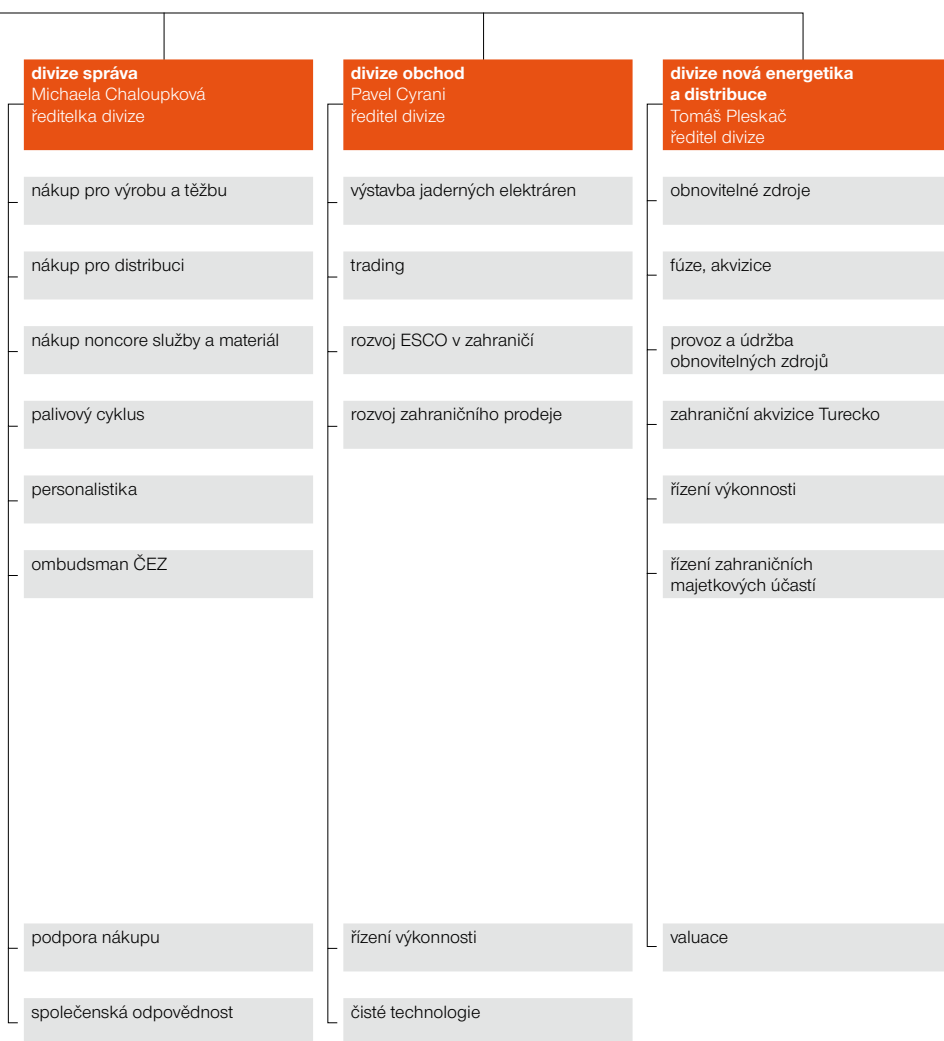 divize správa
Michaela Chaloupková
ředitelka divize
nákup pro výrobu a těžbu
nákup pro distribuci
nákup noncore služby a materiál
palivový cyklus
personalistika
ombudsman ČEZ
podpora nákupu
společenská odpovědnost
divize obchod
Pavel Cyrani
ředitel divize
výstavba jaderných elektráren
trading
rozvoj ESCO v zahraničí
rozvoj zahraničního prodeje
řízení výkonnosti
čisté technologie
divize nová energetika
a distribuce
Tomáš Pleskač
ředitel divize
obnovitelné zdroje
fúze, akvizice
provoz a údržba
obnovitelných zdrojů
zahraniční akvizice Turecko
řízení výkonnosti
řízení zahraničních
majetkových účastí
valuace